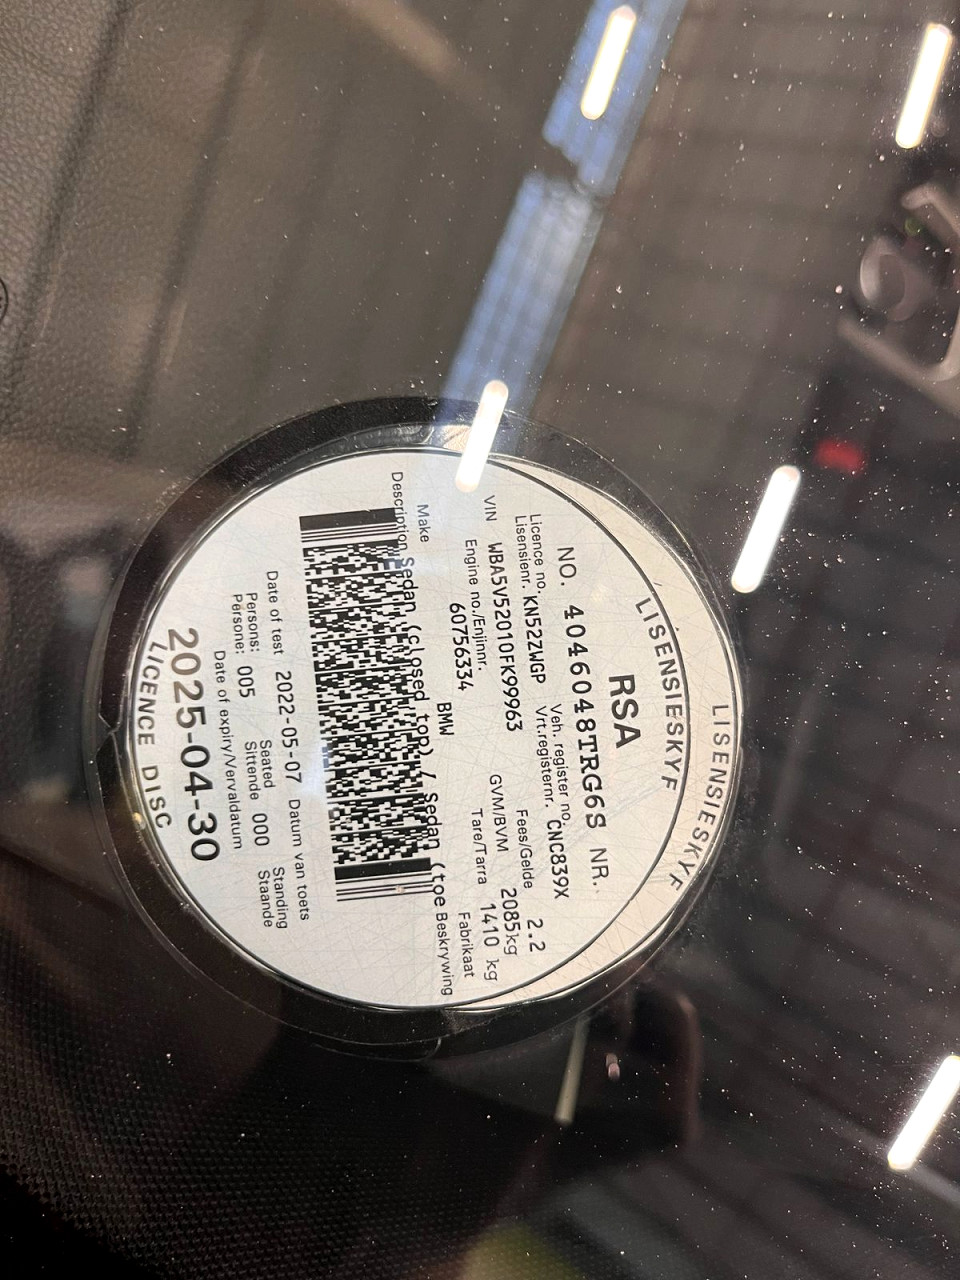 LISENSIEKYF
LISENSIESKYF
RSA
NO. 4046048TRG6S NR.
Licence no. Veh. register no.
Lisensienr. KN52ZWGP Vrt.registernr. CNC839X
VIN WBA5V52010FK99963 Fees/Gelde 2.2
Engine no./Enjinnr. GVM/BVM 2085kg
60756334 Tare/Tarra 1410 kg
Make BMW Fabrikaat
Description Sedan (closed top) / Sedan (toe Beskrywing
Date of test 2022-05-07 Datum van toets
Persons: Seated Standing
Persone: 005 Sittende 000 Staande
Date of expiry/Vervaldatum
2025-04-30
LICENCE DISC